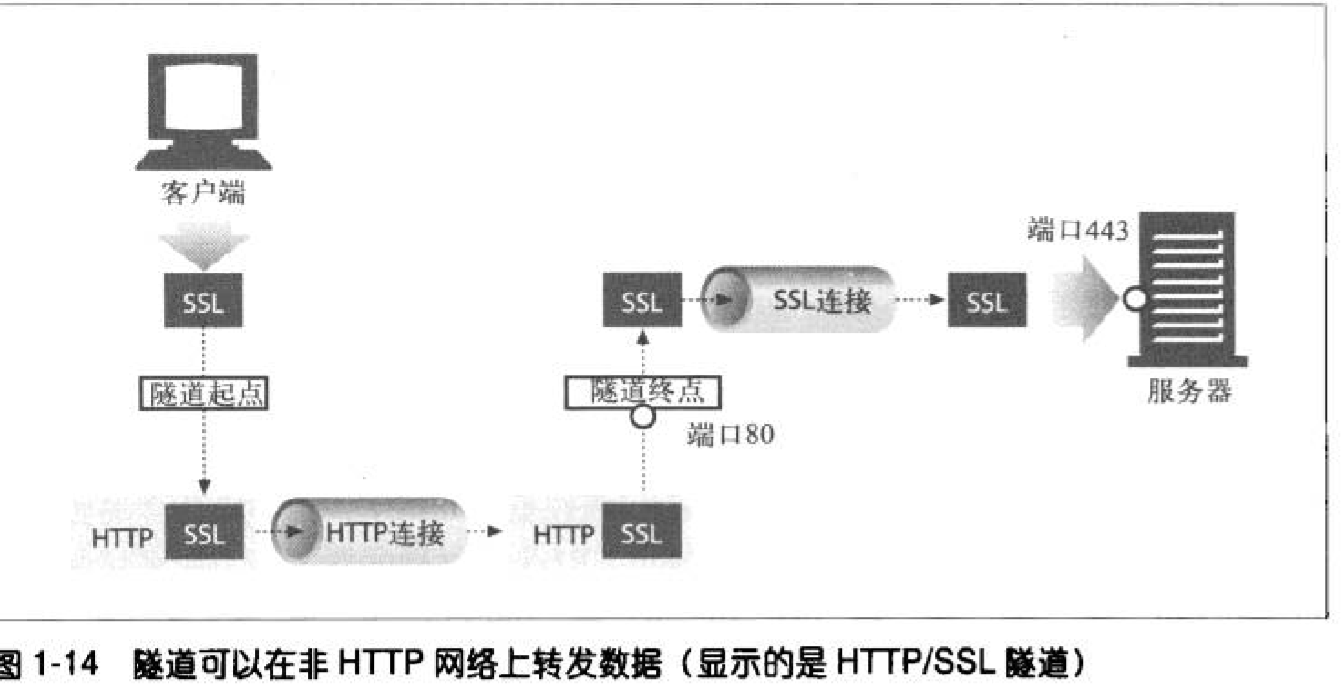 客户端
SSL
隧道起点
HTTP SSL
HTTP连接
HTTP SSL
端口80
隧道终点
SSL
SSL连接
SSL
端口443
服务器
图 1-14 隧道可以在非 HTTP 网络上转发数据（显示的是 HTTP/SSL 隧道）